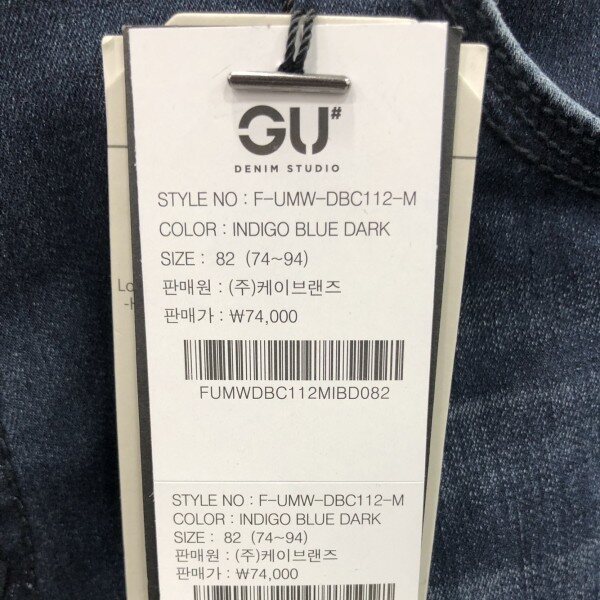 GU#
DENIM STUDIO
STYLE NO : F-UMW-DBC112-M
COLOR : INDIGO BLUE DARK
SIZE : 82 (74~94)
판매원 : (주)케이브랜즈
판매가 : ₩74,000
FUMWDBC112MIBD082
STYLE NO : F-UMW-DBC112-M
COLOR : INDIGO BLUE DARK
SIZE : 82 (74~94)
판매원 : (주)케이브랜즈
판매가 : ₩74,000